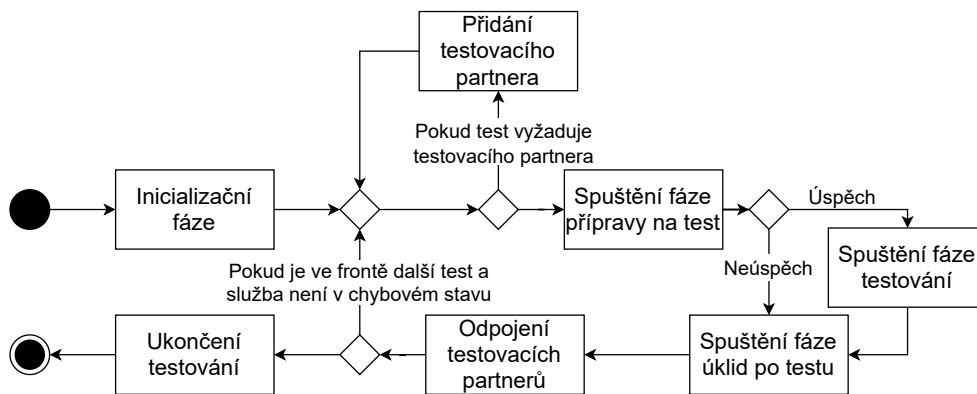 Přidání
testovacího
partnera
Pokud test vyžaduje
testovacího partnera
Inicializační
fáze
Spuštění fáze
přípravy na test
Úspěch
Neúspěch
Spuštění fáze
testování
Pokud je ve frontě další test a
služba není v chybovém stavu
Ukončení
testování
Odpojení
testovacích
partnerů
Spuštění fáze
úklid po testu